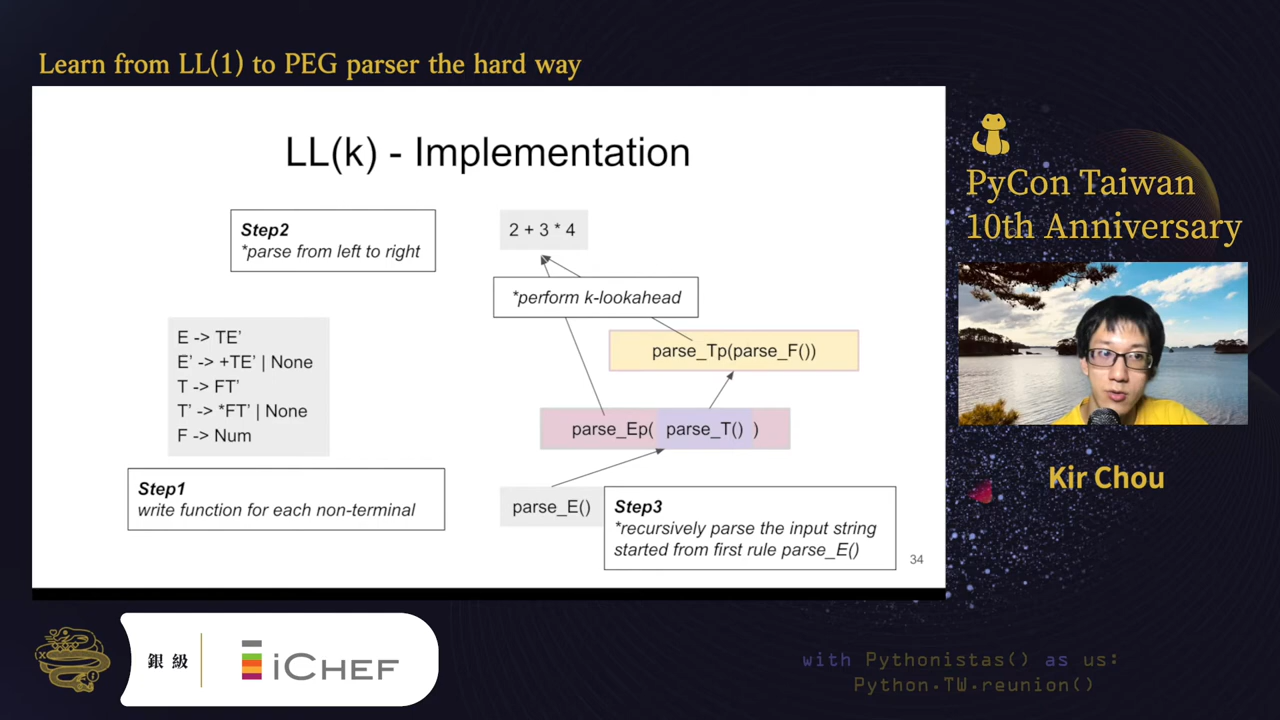 Learn from LL(1) to PEG parser the hard way
LL(k) - Implementation
Step2
*parse from left to right
2 + 3 * 4
*perform k-lookahead
E -> TE’
E’ -> +TE’ | None
T -> FT’
T’ -> *FT’ | None
F -> Num
parse_Tp(parse_F())
parse_Ep( parse_T() )
Step1
write function for each non-terminal
parse_E()
Step3
*recursively parse the input string
started from first rule parse_E()
34
PyCon Taiwan
10th Anniversary
Kir Chou
銀級
iCHEF
with Pythonistas() as us:
Python.TW.reunion()